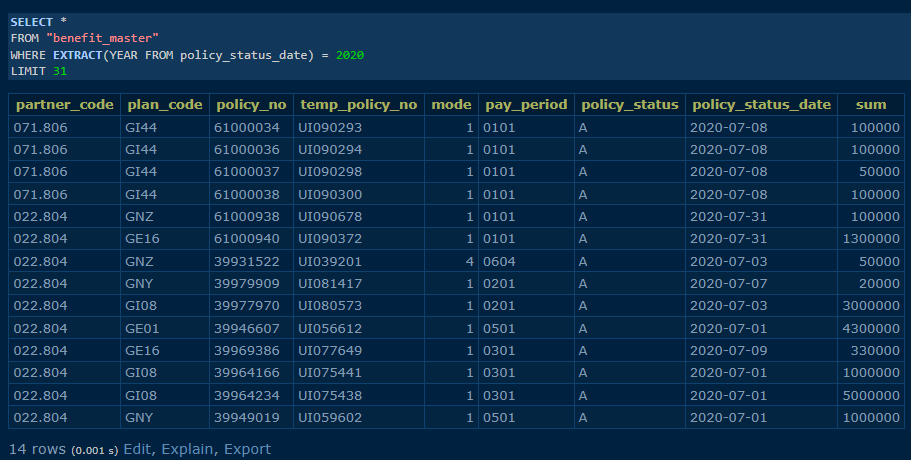 SELECT *
FROM "benefit_master"
WHERE EXTRACT(YEAR FROM policy_status_date) = 2020
LIMIT 31
partner_code plan_code policy_no temp_policy_no mode pay_period policy_status policy_status_date sum
071.806 GI44 61000034 UI090293 1 0101 A 2020-07-08 100000
071.806 GI44 61000036 UI090294 1 0101 A 2020-07-08 100000
071.806 GI44 61000037 UI090298 1 0101 A 2020-07-08 50000
071.806 GI44 61000038 UI090300 1 0101 A 2020-07-08 100000
022.804 GNZ 61000938 UI090678 1 0101 A 2020-07-31 100000
022.804 GE16 61000940 UI090372 1 0101 A 2020-07-31 1300000
022.804 GNZ 39931522 UI039201 4 0604 A 2020-07-03 50000
022.804 GNY 39979909 UI081417 1 0201 A 2020-07-07 20000
022.804 GI08 39977970 UI080573 1 0201 A 2020-07-03 3000000
022.804 GE01 39946607 UI056612 1 0501 A 2020-07-01 4300000
022.804 GE16 39969386 UI077649 1 0301 A 2020-07-09 330000
022.804 GI08 39964166 UI075441 1 0301 A 2020-07-01 1000000
022.804 GI08 39964234 UI075438 1 0301 A 2020-07-01 5000000
022.804 GNY 39949019 UI059602 1 0501 A 2020-07-01 1000000
14 rows (0.001 s) Edit, Explain, Export